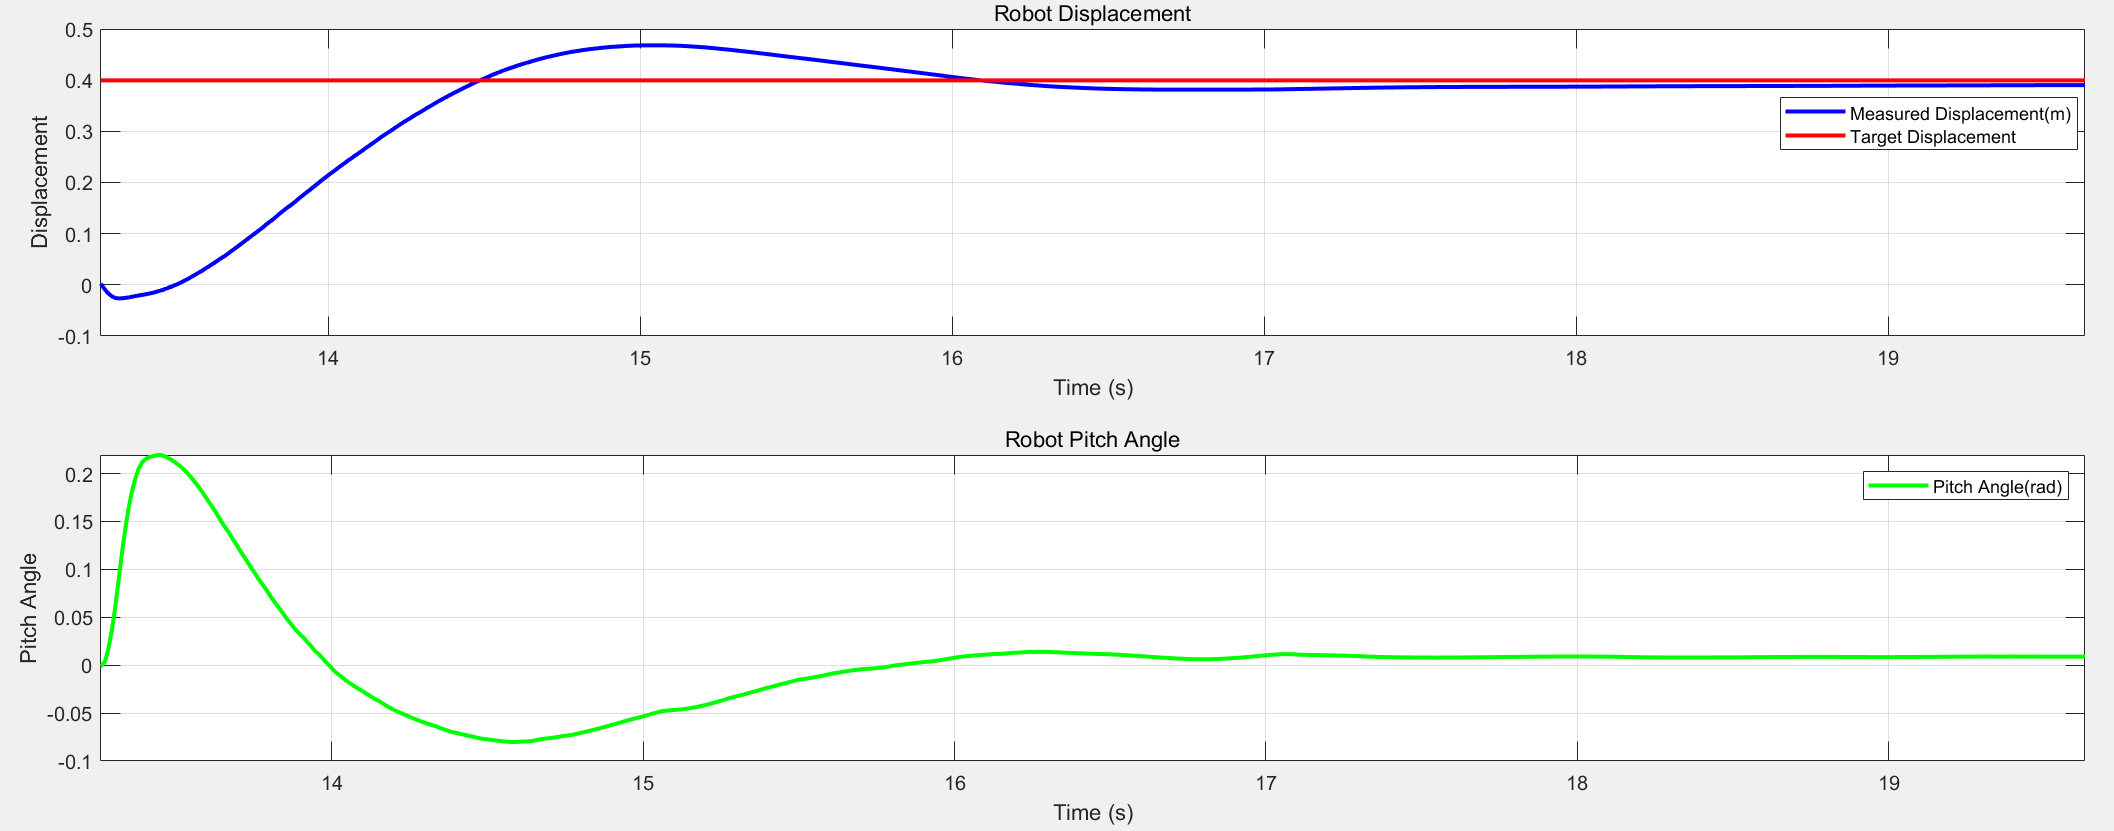 Robot Displacement
0.5
0.4
0.3
0.2
0.1
0
-0.1
Displacement
Measured Displacement(m)
Target Displacement
14 15 16 17 18 19
Time (s)
Robot Pitch Angle
0.2
0.15
0.1
0.05
0
-0.05
-0.1
Pitch Angle
Pitch Angle(rad)
14 15 16 17 18 19
Time (s)